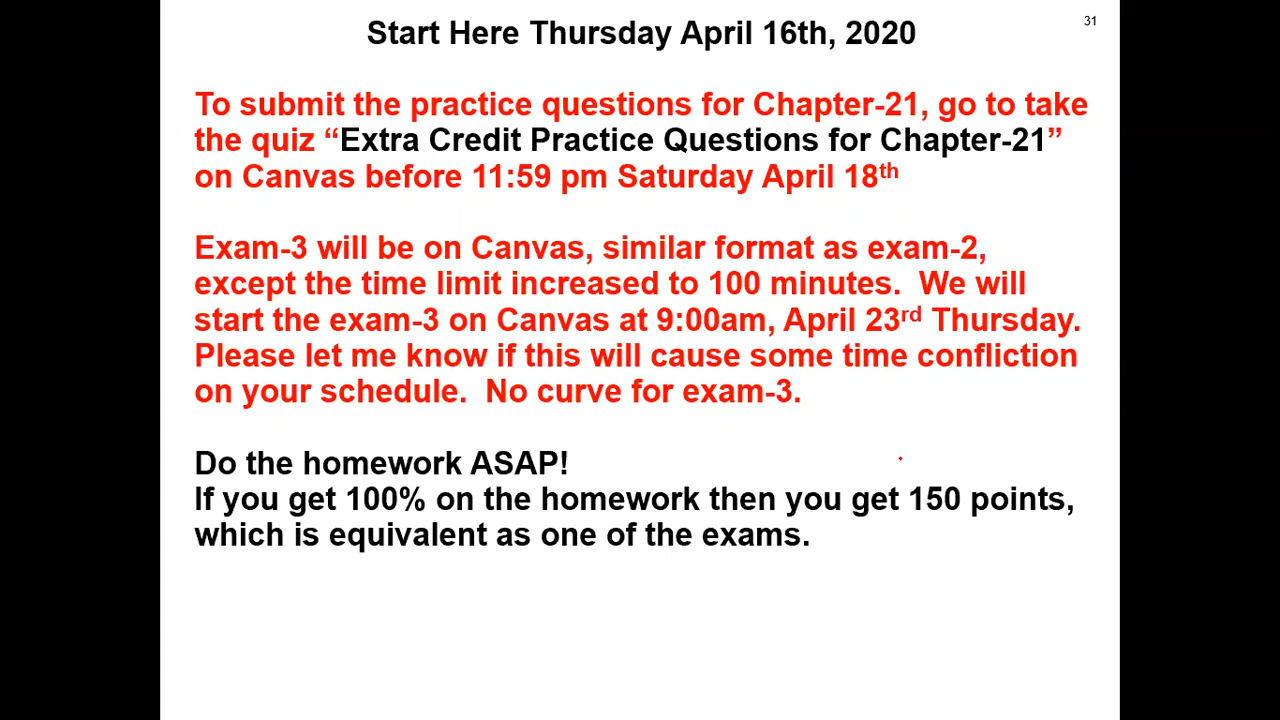 31
Start Here Thursday April 16th, 2020
To submit the practice questions for Chapter-21, go to take
the quiz “Extra Credit Practice Questions for Chapter-21”
on Canvas before 11:59 pm Saturday April 18th
Exam-3 will be on Canvas, similar format as exam-2,
except the time limit increased to 100 minutes.  We will
start the exam-3 on Canvas at 9:00am, April 23rd Thursday.
Please let me know if this will cause some time confliction
on your schedule.  No curve for exam-3.
Do the homework ASAP!
If you get 100% on the homework then you get 150 points,
which is equivalent as one of the exams.